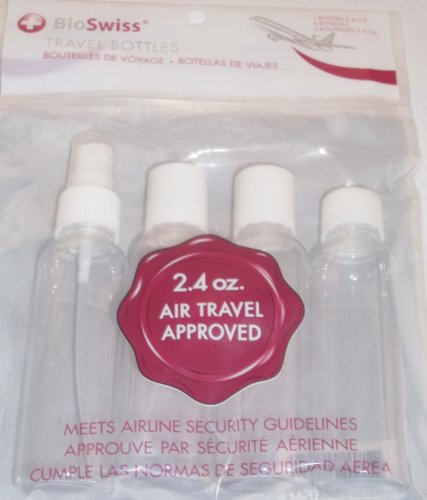 BioSwiss®
TRAVEL BOTTLES
BOUTEILLES DE VOYAGE • BOTELLAS DE VIAJES
2.4 oz.
AIR TRAVEL
APPROVED
MEETS AIRLINE SECURITY GUIDELINES
APPROUVE PAR SÉCURITÉ AÉRIENNE
CUMPLE LAS NORMAS DE SEGURIDAD AEREA